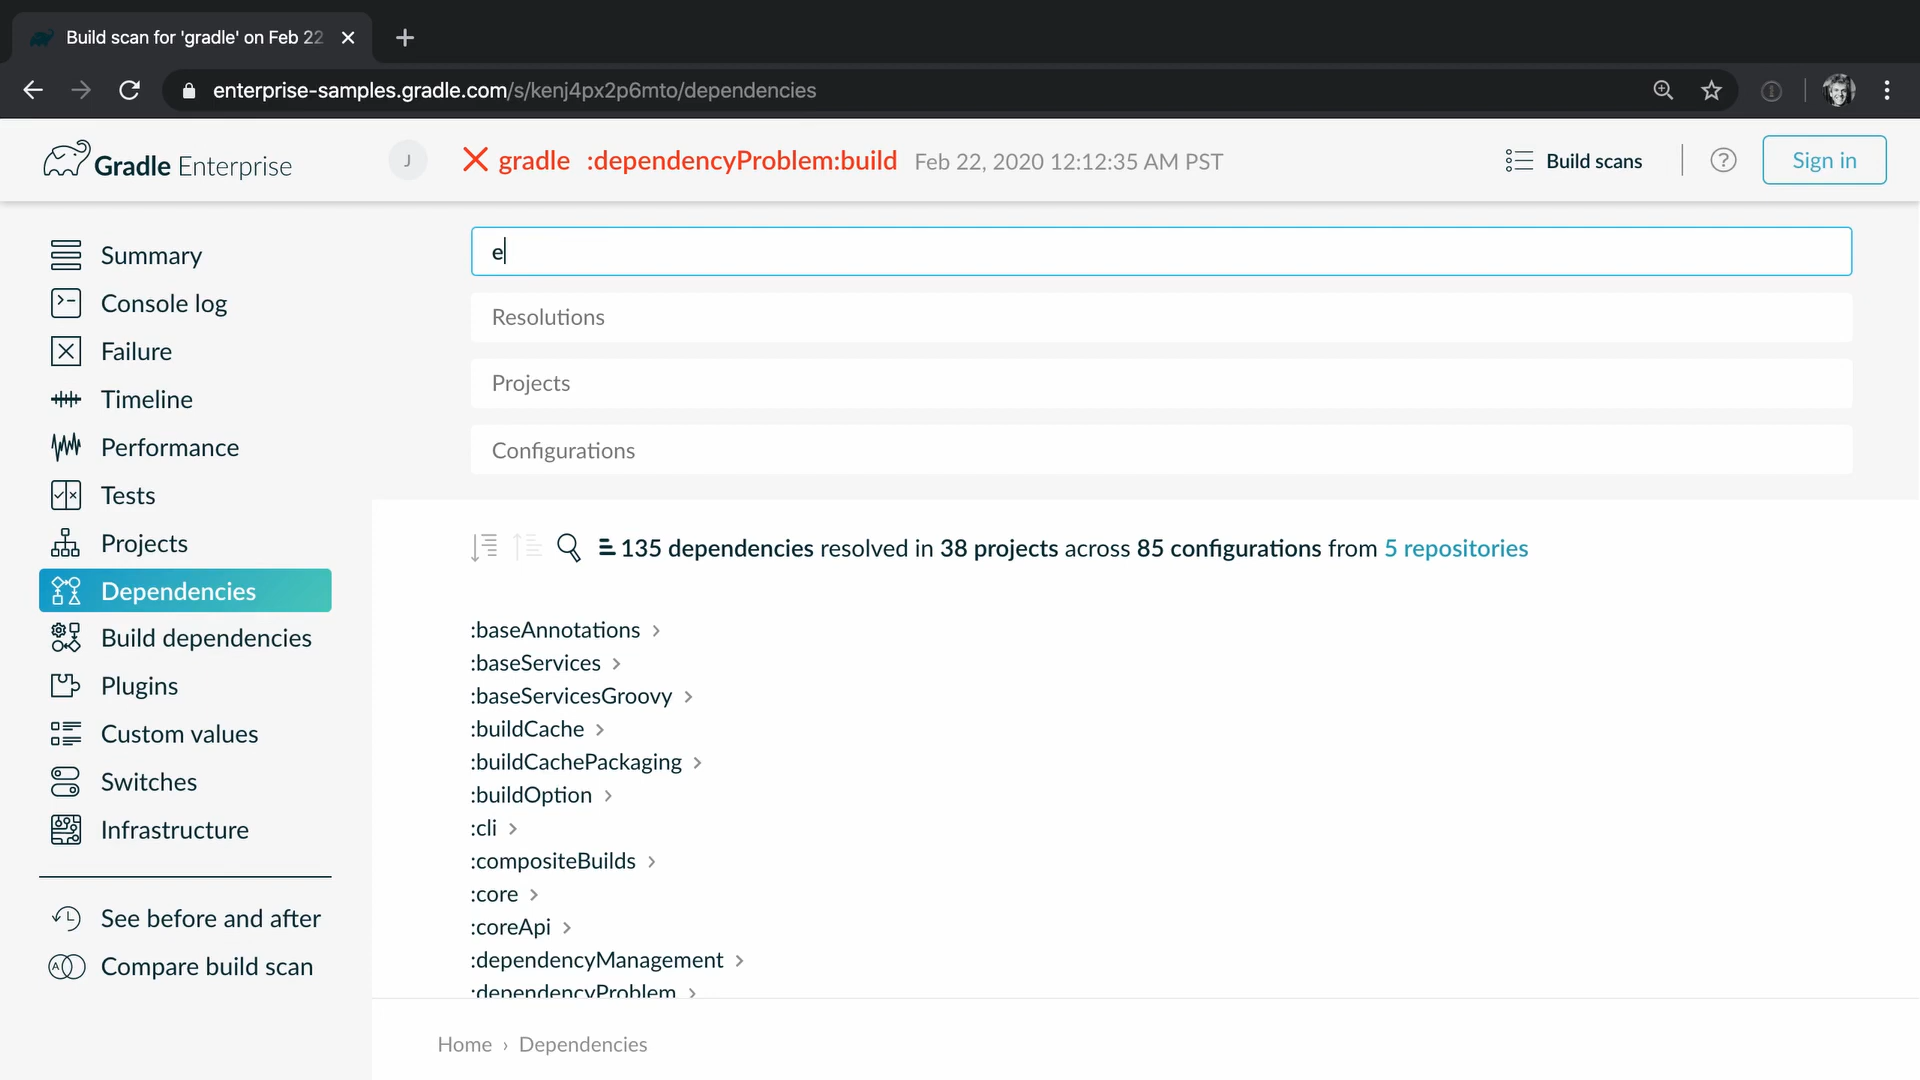 Build scan for 'gradle' on Feb 22
enterprise-samples.gradle.com/s/kenj4px2p6mto/dependencies
Gradle Enterprise
J
gradle :dependencyProblem:build Feb 22, 2020 12:12:35 AM PST
Build scans
?
Sign in
Summary
Console log
Failure
Timeline
Performance
Tests
Projects
Dependencies
Build dependencies
Plugins
Custom values
Switches
Infrastructure
See before and after
Compare build scan
e
Resolutions
Projects
Configurations
135 dependencies resolved in 38 projects across 85 configurations from 5 repositories
:baseAnnotations
:baseServices
:baseServicesGroovy
:buildCache
:buildCachePackaging
:buildOption
:cli
:compositeBuilds
:core
:coreApi
:dependencyManagement
:dependencyProblem
Home › Dependencies